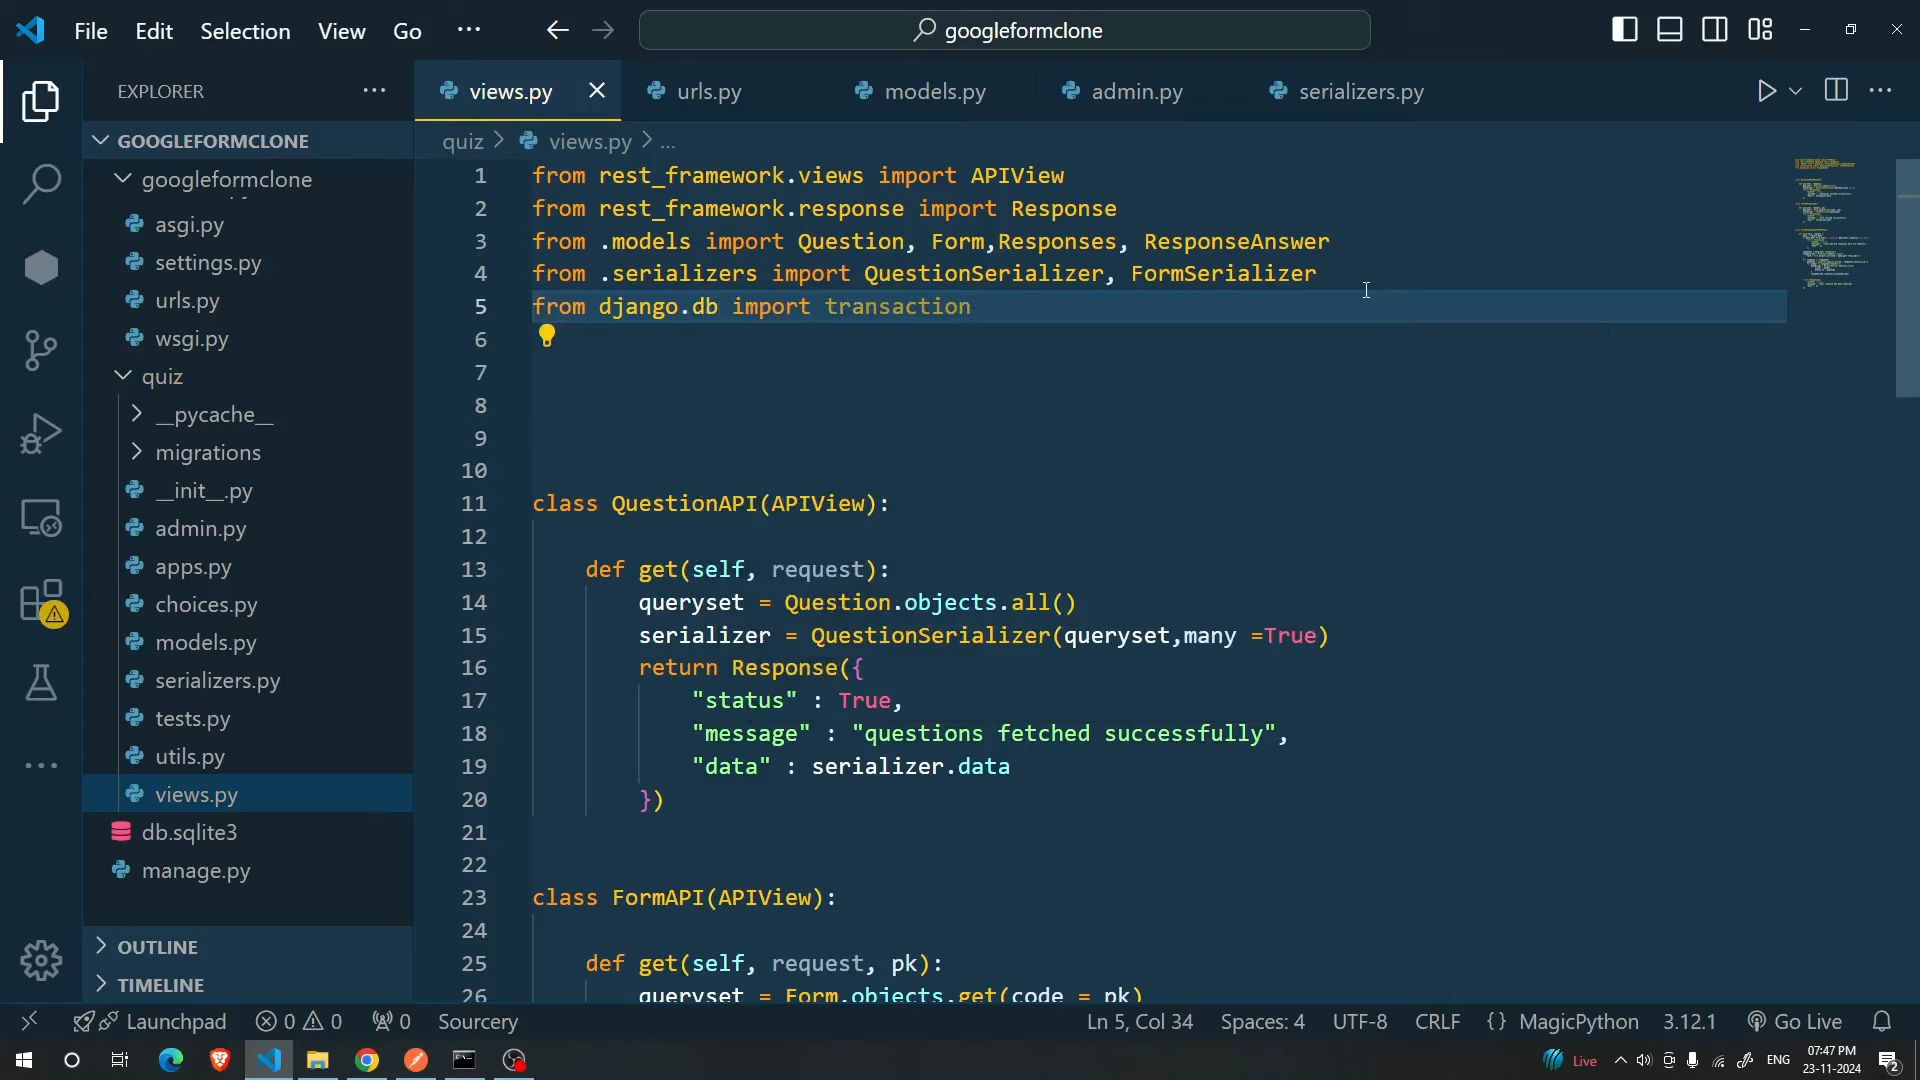 File Edit Selection View Go ··· googleformclone
EXPLORER ···
views.py urls.py models.py admin.py serializers.py
GOOGLEFORMCLONE
googleformclone
asgi.py
settings.py
urls.py
wsgi.py
quiz
__pycache__
migrations
__init__.py
admin.py
apps.py
choices.py
models.py
serializers.py
tests.py
utils.py
views.py
db.sqlite3
manage.py
OUTLINE
TIMELINE
quiz > views.py > ...
1 from rest_framework.views import APIView
2 from rest_framework.response import Response
3 from .models import Question, Form,Responses, ResponseAnswer
4 from .serializers import QuestionSerializer, FormSerializer
5 from django.db import transaction
6
7
8
9
10
11 class QuestionAPI(APIView):
12
13 def get(self, request):
14 queryset = Question.objects.all()
15 serializer = QuestionSerializer(queryset,many =True)
16 return Response({
17 "status" : True,
18 "message" : "questions fetched successfully",
19 "data" : serializer.data
20 })
21
22
23 class FormAPI(APIView):
24
25 def get(self, request, pk):
26 queryset = Form.objects.get(code = pk)
Launchpad 0 0 0 Sourcery Ln 5, Col 34 Spaces: 4 UTF-8 CRLF {} MagicPython 3.12.1 Go Live
Live ENG 07:47 PM
23-11-2024 2